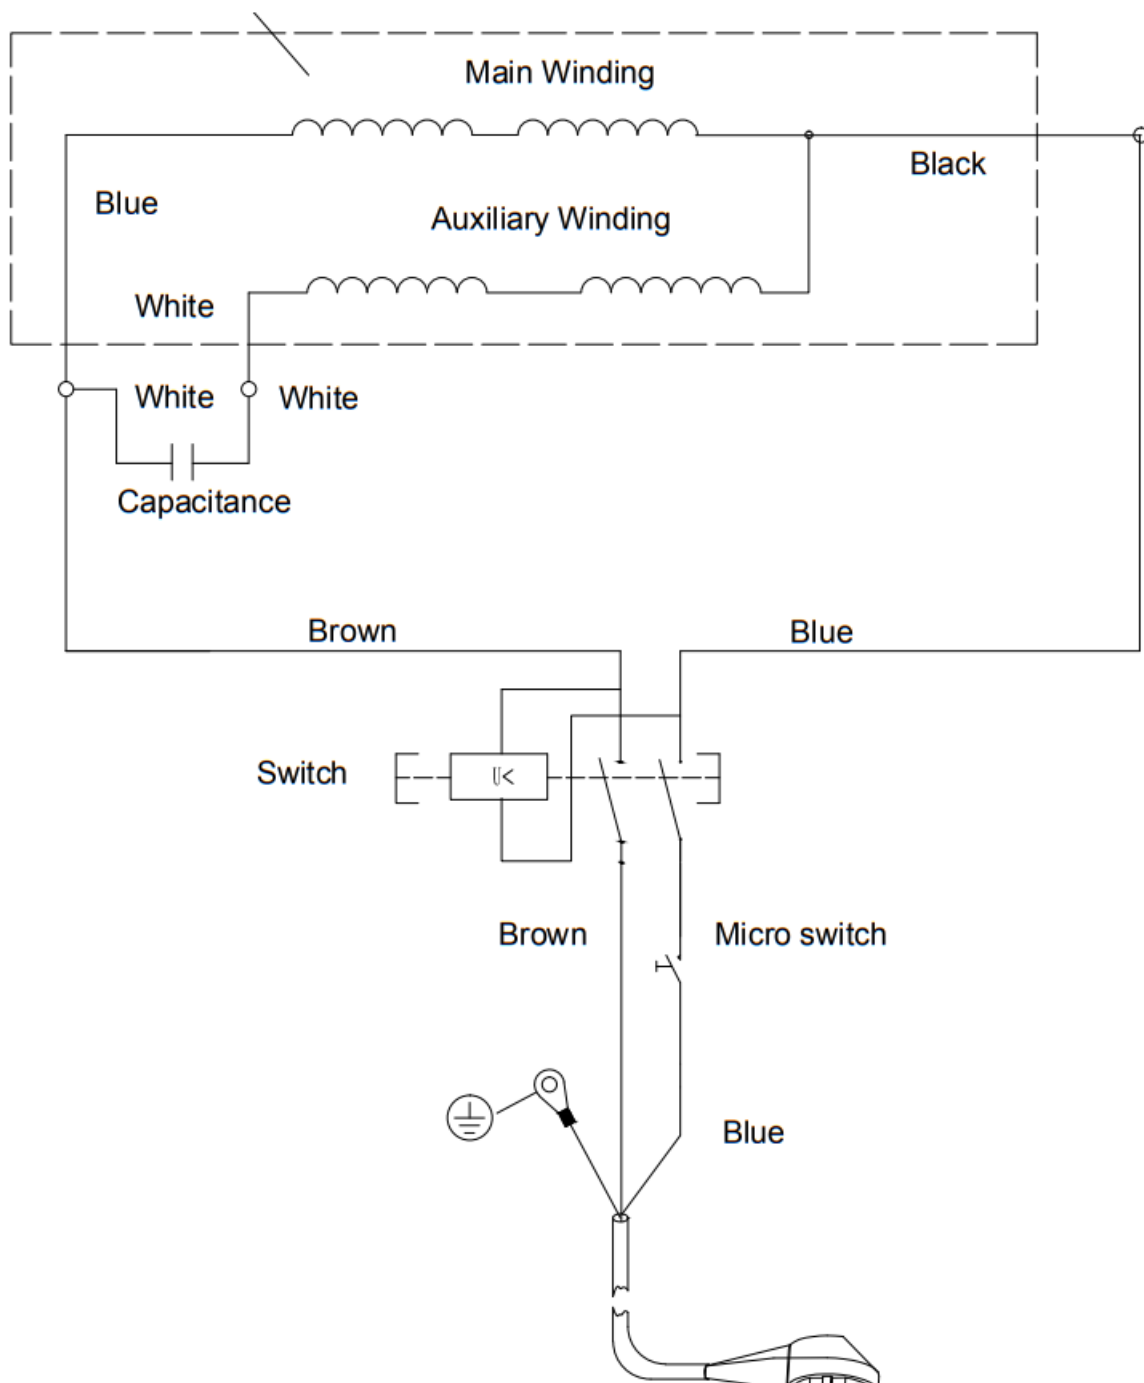 Main Winding
Black
Blue
Auxiliary Winding
White
White
White
Capacitance
Brown
Blue
Switch
U<
Brown
Micro switch
Blue